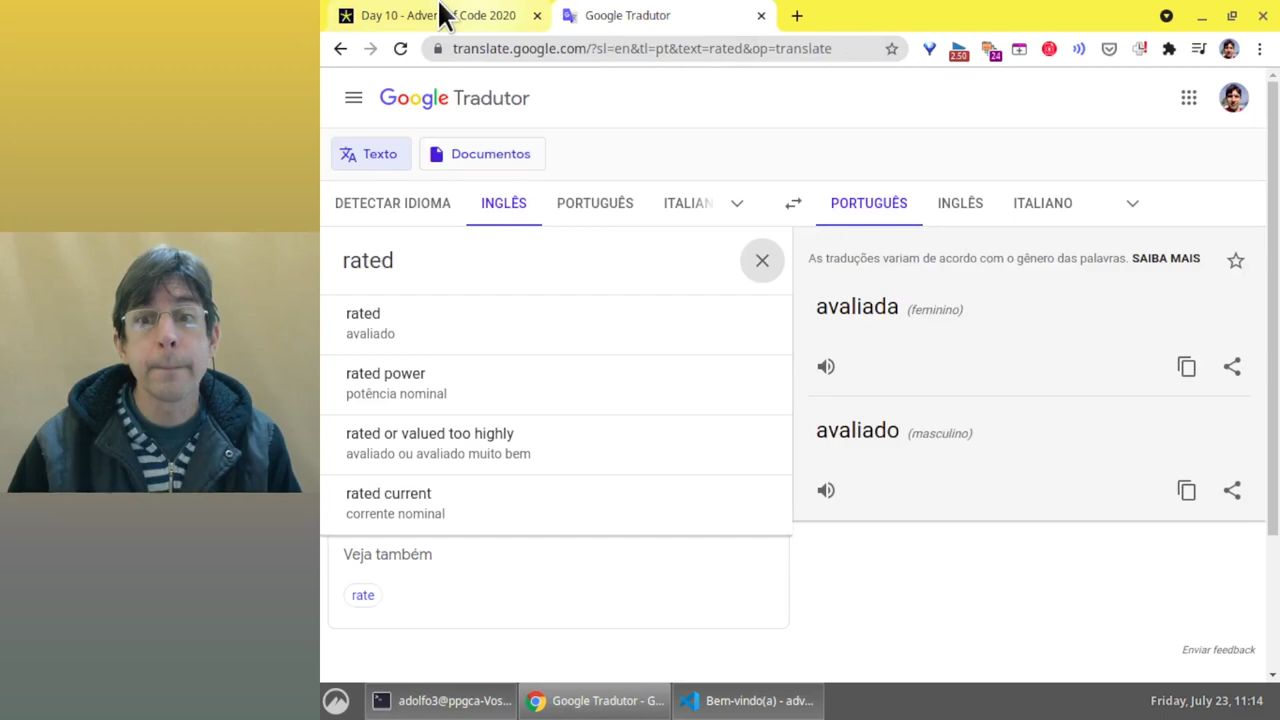 Day 10 - Adve f Code 2020
Google Tradutor
translate.google.com/?sl=en&tl=pt&text=rated&op=translate
2.50
24
Google Tradutor
Texto
Documentos
DETECTAR IDIOMA
INGLÊS
PORTUGUÊS
ITALIAN
PORTUGUÊS
INGLÊS
ITALIANO
rated
As traduções variam de acordo com o gênero das palavras. SAIBA MAIS
avaliada (feminino)
rated
avaliado
rated power
potência nominal
rated or valued too highly
avaliado ou avaliado muito bem
rated current
corrente nominal
avaliado (masculino)
Veja também
rate
Enviar feedback
adolfo3@ppgca-Vos...
Google Tradutor - G...
Bem-vindo(a) - adv...
Friday, July 23, 11:14